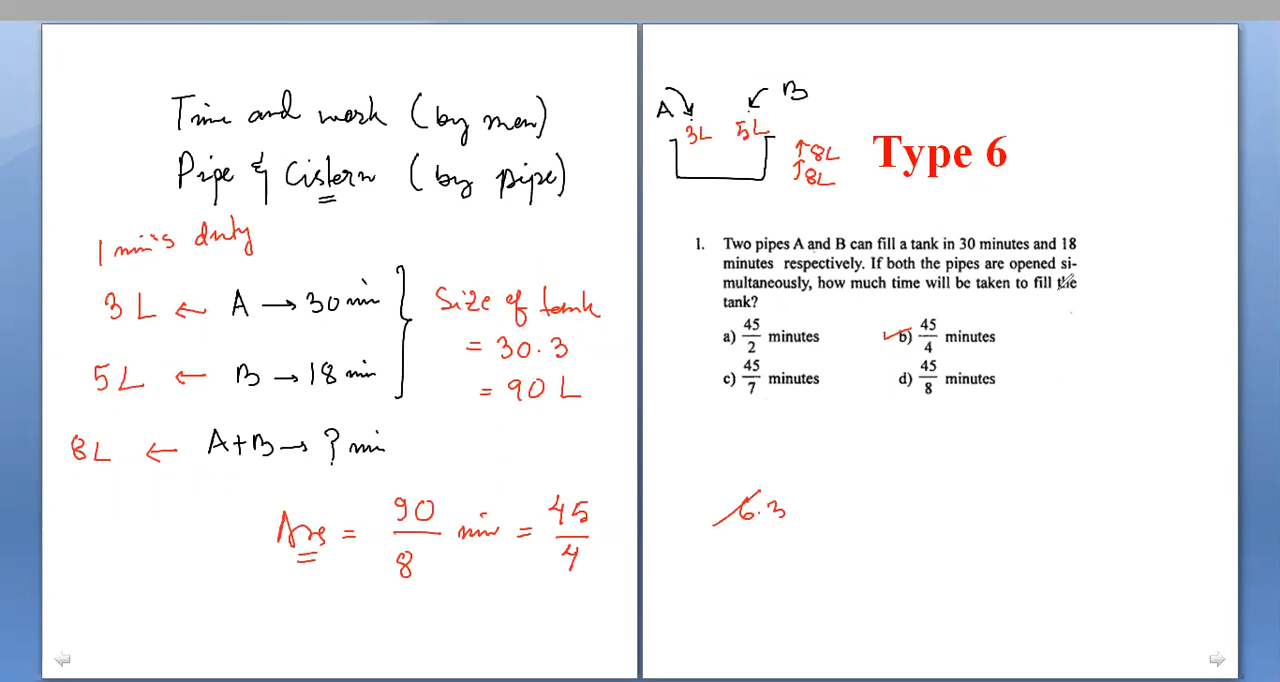 Time and work (by men)
Pipe & Cistern (by pipe)
1 min's duty
3 L ← A → 30 min
5 L ← B → 18 min
Size of tank
= 30.3
= 90 L
8 L ← A+B → ? min
Ans = 90/8 min = 45/4
A B
3L 5L
↑8L
↑8L
Type 6
1. Two pipes A and B can fill a tank in 30 minutes and 18
minutes respectively. If both the pipes are opened si-
multaneously, how much time will be taken to fill the
tank?
a) 45/2 minutes b) 45/4 minutes
c) 45/7 minutes d) 45/8 minutes
6.3